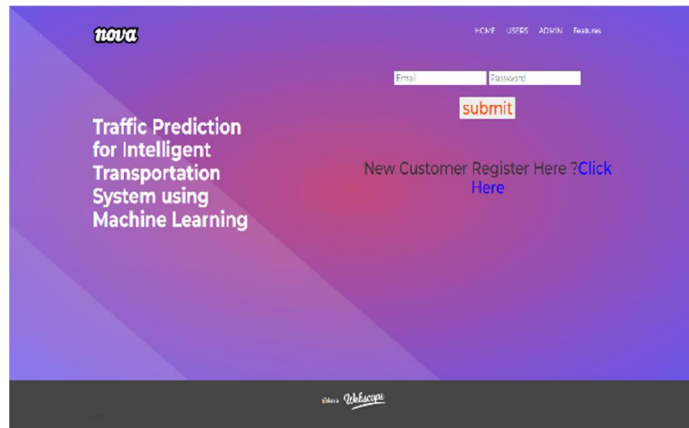 nova
HOME USERS ADMIN Features
Email Password
submit
Traffic Prediction
for Intelligent
Transportation
System using
Machine Learning
New Customer Register Here ?Click
Here
Webscope